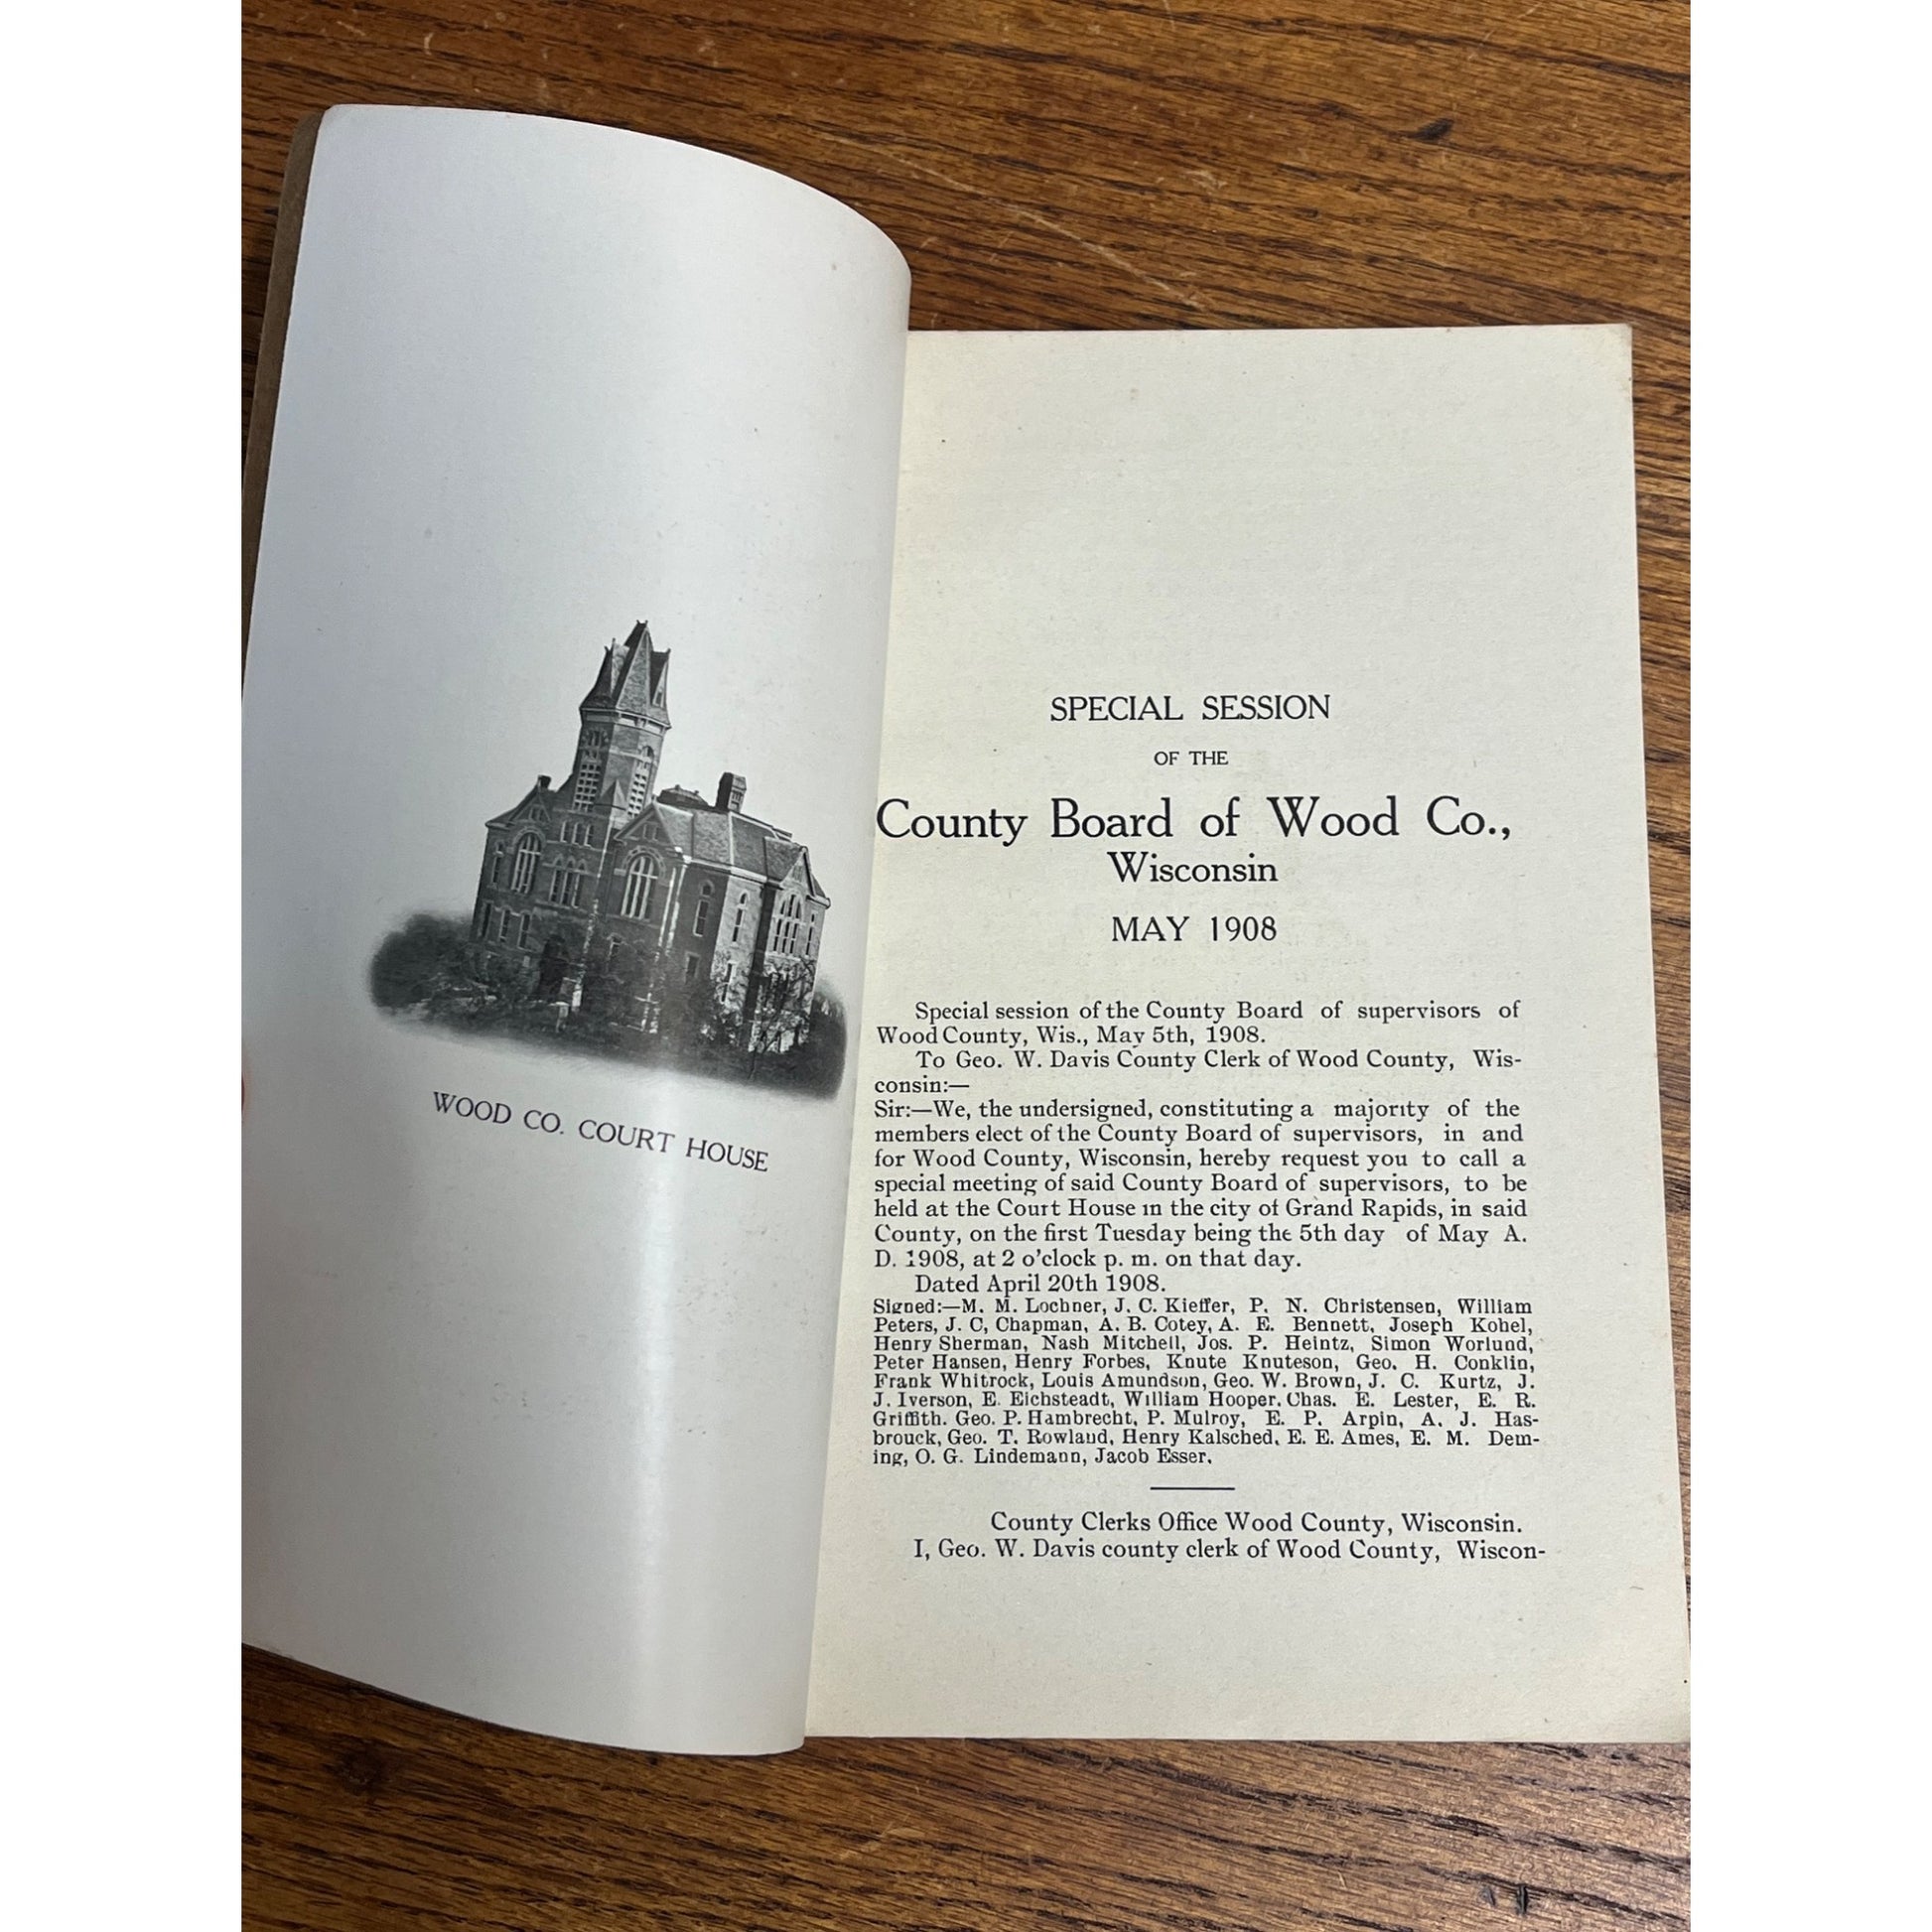 WOOD CO. COURT HOUSE
SPECIAL SESSION
OF THE
County Board of Wood Co.,
Wisconsin
MAY 1908
Special session of the County Board of supervisors of
Wood County, Wis., May 5th, 1908.
To Geo. W. Davis County Clerk of Wood County, Wis-
consin:—
Sir:—We, the undersigned, constituting a majority of the
members elect of the County Board of supervisors, in and
for Wood County, Wisconsin, hereby request you to call a
special meeting of said County Board of supervisors, to be
held at the Court House in the city of Grand Rapids, in said
County, on the first Tuesday being the 5th day of May A.
D. 1908, at 2 o'clock p. m. on that day.
Dated April 20th 1908.
Signed:—M. M. Lochner, J. C. Kieffer, P. N. Christensen, William
Peters, J. C, Chapman, A. B. Cotey, A. E. Bennett, Joseph Kohel,
Henry Sherman, Nash Mitchell, Jos. P. Heintz, Simon Worlund,
Peter Hansen, Henry Forbes, Knute Knuteson, Geo. H. Conklin,
Frank Whitrock, Louis Amundson, Geo. W. Brown, J. C. Kurtz, J.
J. Iverson, E. Eichsteadt, William Hooper. Chas. E. Lester, E. R.
Griffith. Geo. P. Hambrecht, P. Mulroy, E. P. Arpin, A. J. Has-
brouck, Geo. T. Rowland, Henry Kalsched, E. E. Ames, E. M. Dem-
ing, O. G. Lindemann, Jacob Esser.
County Clerks Office Wood County, Wisconsin.
I, Geo. W. Davis county clerk of Wood County, Wiscon-